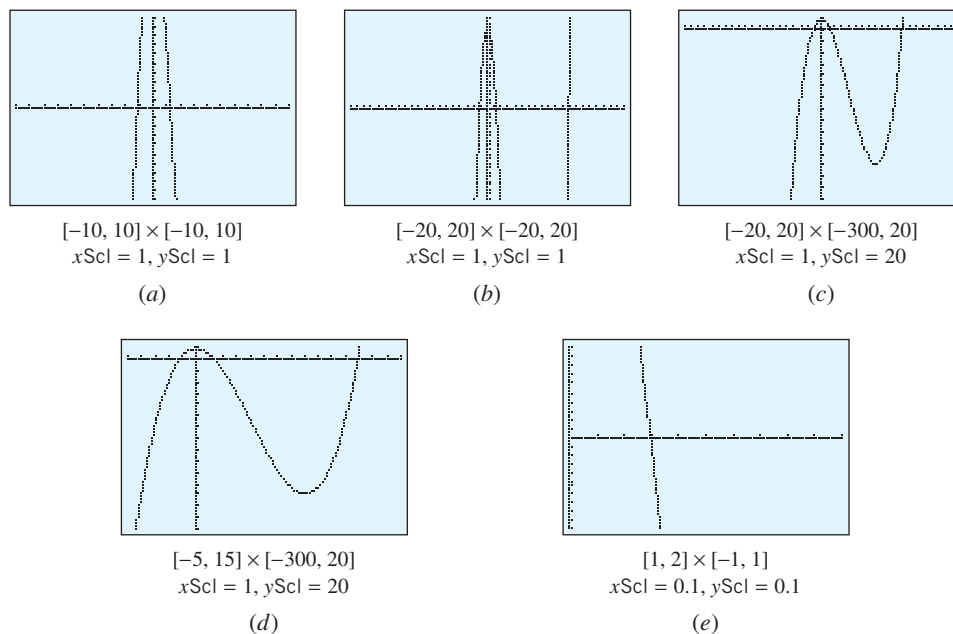 [−10, 10] × [−10, 10]
xScl = 1, yScl = 1
(a)
[−20, 20] × [−20, 20]
xScl = 1, yScl = 1
(b)
[−20, 20] × [−300, 20]
xScl = 1, yScl = 20
(c)
[−5, 15] × [−300, 20]
xScl = 1, yScl = 20
(d)
[1, 2] × [−1, 1]
xScl = 0.1, yScl = 0.1
(e)